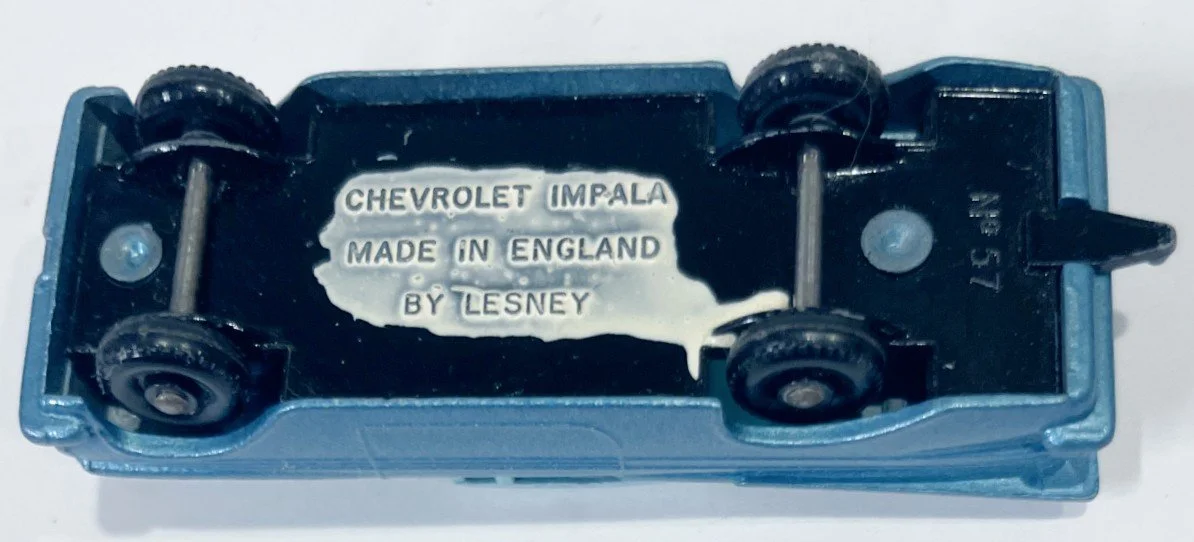 CHEVROLET IMPALA
MADE IN ENGLAND
BY LESNEY
Nº 57